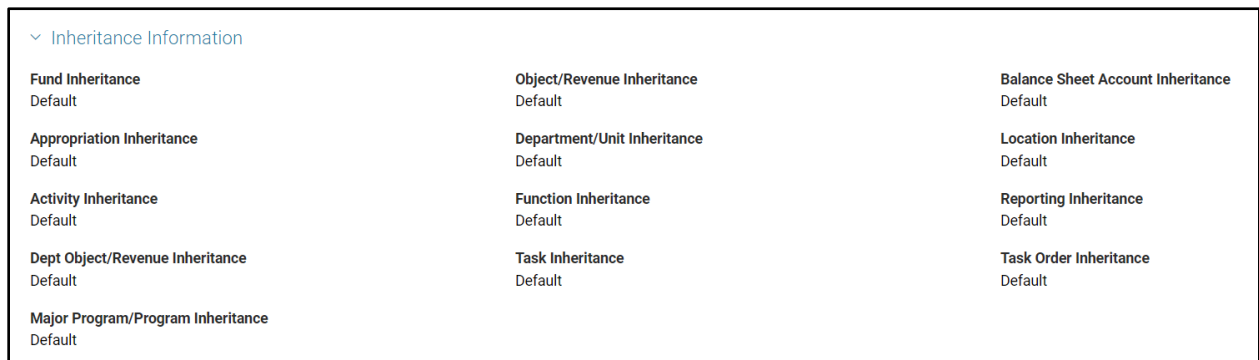 Inheritance Information
Fund Inheritance
Default
Object/Revenue Inheritance
Default
Balance Sheet Account Inheritance
Default
Appropriation Inheritance
Default
Department/Unit Inheritance
Default
Location Inheritance
Default
Activity Inheritance
Default
Function Inheritance
Default
Reporting Inheritance
Default
Dept Object/Revenue Inheritance
Default
Task Inheritance
Default
Task Order Inheritance
Default
Major Program/Program Inheritance
Default